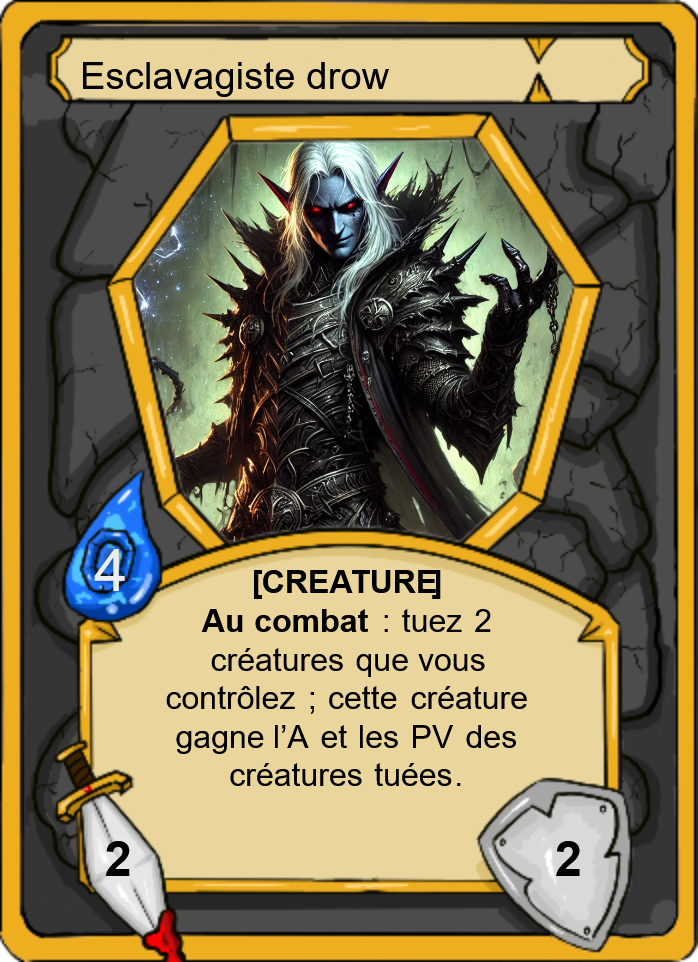 Esclavagiste drow
4
[CREATURE]
Au combat : tuez 2
créatures que vous
contrôlez ; cette créature
gagne l’A et les PV des
créatures tuées.
2
2